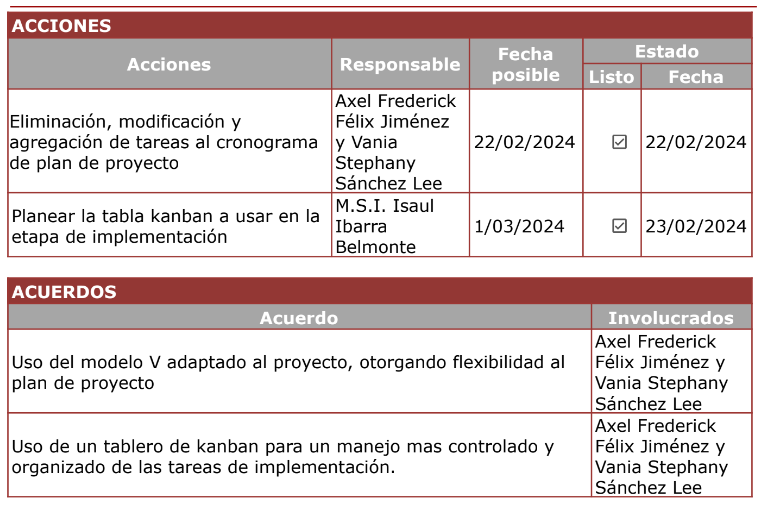 ACCIONES
Acciones
Responsable
Fecha
posible
Estado
Listo
Fecha
Eliminación, modificación y
agregación de tareas al cronograma
de plan de proyecto
Axel Frederick
Félix Jiménez
y Vania
Stephany
Sánchez Lee
22/02/2024
22/02/2024
Planear la tabla kanban a usar en la
etapa de implementación
M.S.I. Isaul
Ibarra
Belmonte
1/03/2024
23/02/2024
ACUERDOS
Acuerdo
Involucrados
Uso del modelo V adaptado al proyecto, otorgando flexibilidad al
plan de proyecto
Axel Frederick
Félix Jiménez y
Vania Stephany
Sánchez Lee
Uso de un tablero de kanban para un manejo mas controlado y
organizado de las tareas de implementación.
Axel Frederick
Félix Jiménez y
Vania Stephany
Sánchez Lee